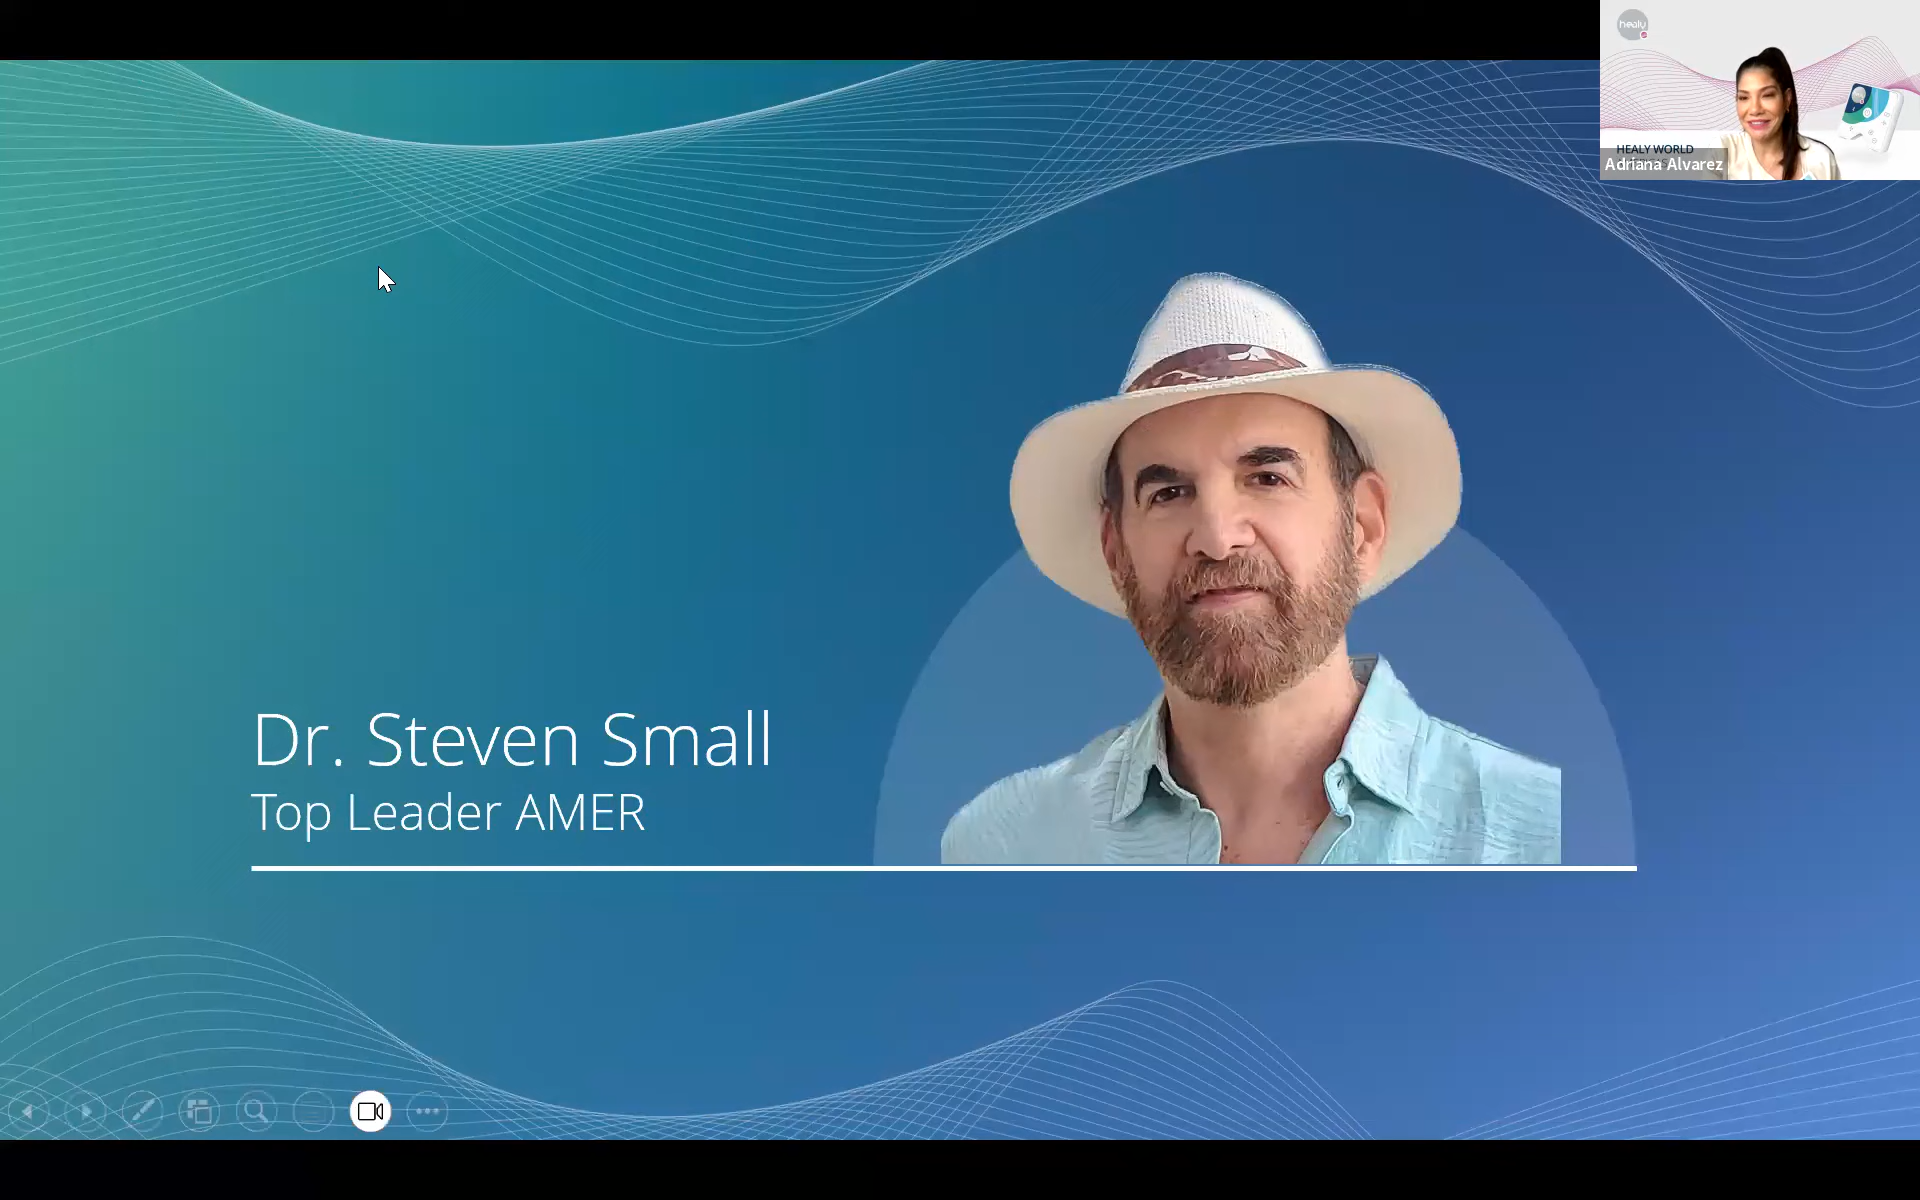 healy
HEALY WORLD
Adriana Alvarez
Dr. Steven Small
Top Leader AMER